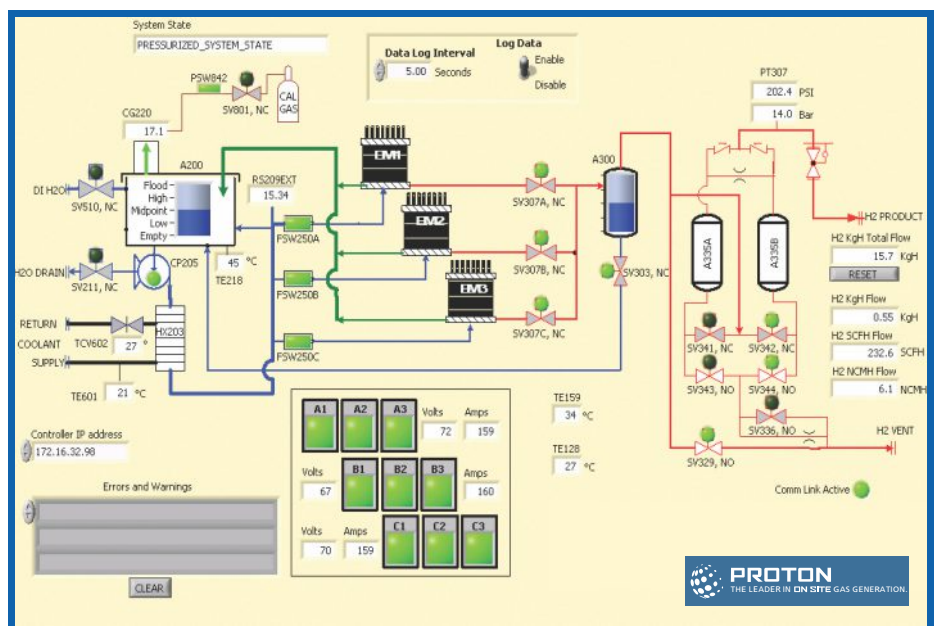 System State
PRESSURIZED_SYSTEM_STATE
Data Log Interval
5.00 Seconds
Log Data
Enable
Disable
PSW842
SV801, NC
CAL
GAS
CG220
17.1
A200
DI H2O
SV510, NC
Flood
High
Midpoint
Low
Empty
RS209EXT
15.34
H2O DRAIN
SV211, NC
CP205
45 °C
TE218
RETURN
COOLANT
SUPPLY
TCV602
27 °
HX203
TE601
21 °C
FSW250A
FSW250B
FSW250C
EM1
EM2
EM3
SV307A, NC
SV307B, NC
SV307C, NC
A300
SV303, NC
PT307
202.4 PSI
14.0 Bar
A335A
A335B
H2 PRODUCT
H2 KgH Total Flow
15.7 KgH
RESET
H2 KgH Flow
0.55 KgH
H2 SCFH Flow
232.6 SCFH
H2 NCMH Flow
6.1 NCMH
SV341, NC
SV342, NC
SV343, NO
SV344, NO
SV336, NO
SV329, NO
H2 VENT
Comm Link Active
TE159
34 °C
TE128
27 °C
A1 A2 A3
Volts Amps
72 159
Volts
67
B1 B2 B3
Amps
160
Volts Amps
70 159
C1 C2 C3
Controller IP address
172.16.32.98
Errors and Warnings
CLEAR
PROTON
THE LEADER IN ON SITE GAS GENERATION.